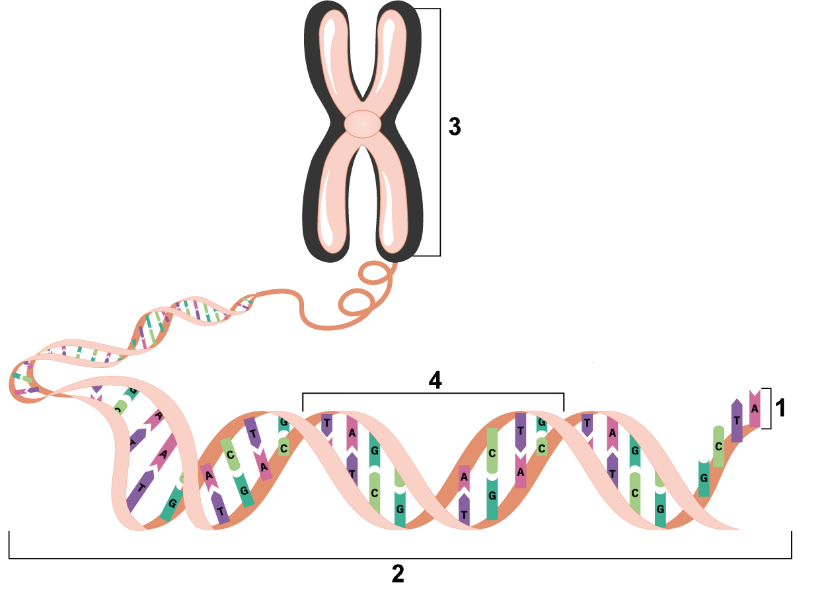 3
4
1
G A T G T A T G T A T A
C T A C C G C C G C
A A T A A T G
T G C G C
G T G T G
2